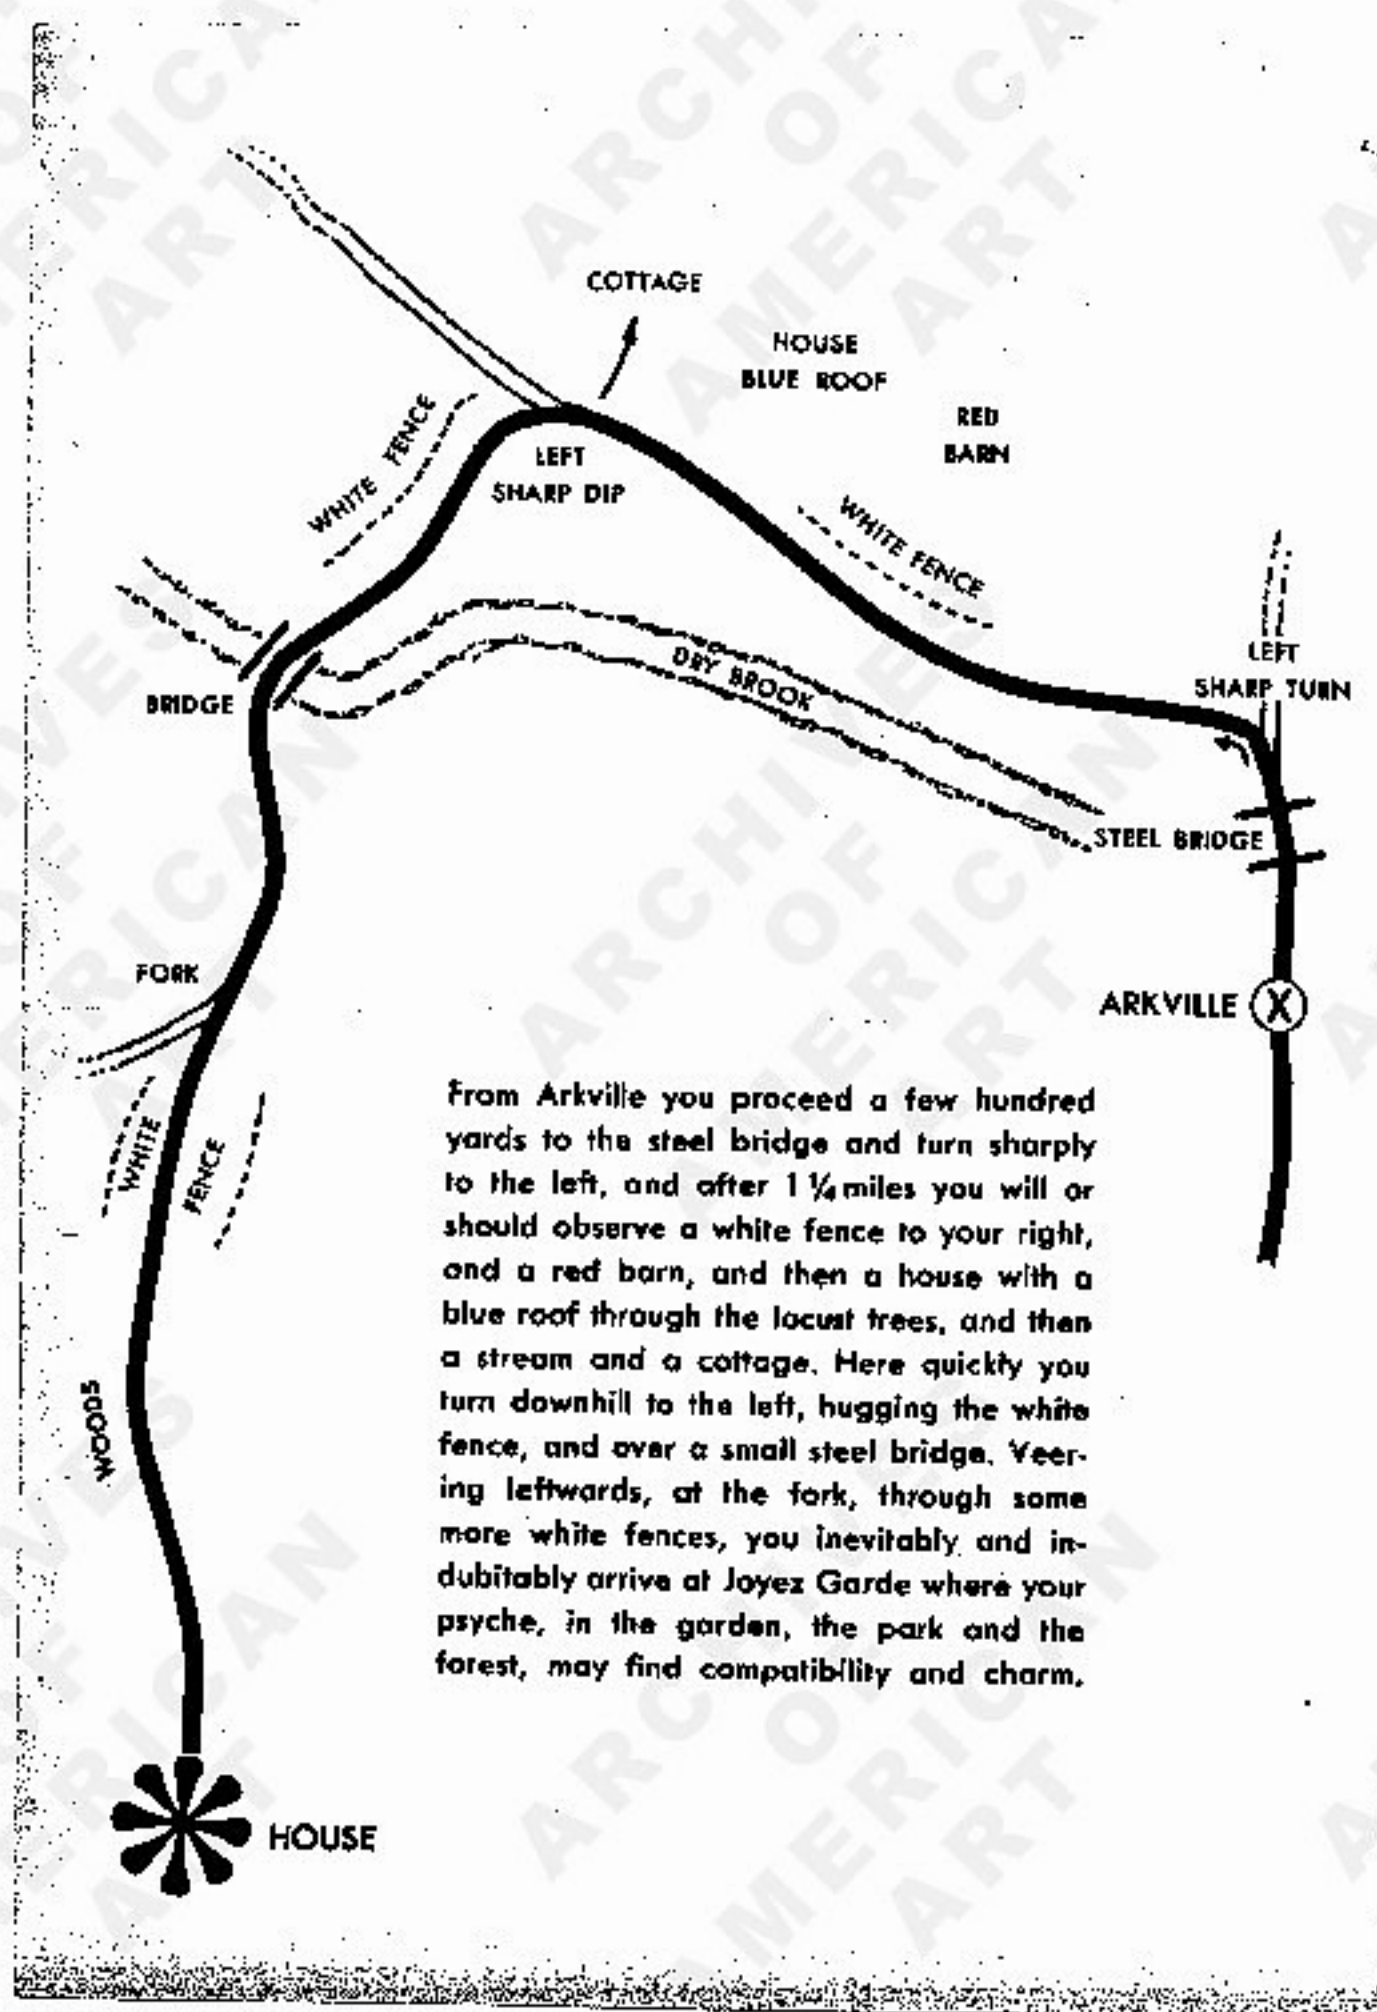 COTTAGE
HOUSE
BLUE ROOF
RED
BARN
WHITE FENCE
LEFT
SHARP DIP
WHITE FENCE
LEFT
SHARP TURN
DRY BROOK
BRIDGE
STEEL BRIDGE
FORK
ARKVILLE X
WHITE
FENCE
From Arkville you proceed a few hundred
yards to the steel bridge and turn sharply
to the left, and after 1 ¼ miles you will or
should observe a white fence to your right,
and a red barn, and then a house with a
blue roof through the locust trees, and then
a stream and a cottage. Here quickly you
turn downhill to the left, hugging the white
fence, and over a small steel bridge. Veer-
ing leftwards, at the fork, through some
more white fences, you inevitably and in-
dubitably arrive at Joyez Garde where your
psyche, in the garden, the park and the
forest, may find compatibility and charm.
WOODS
HOUSE
ARCHIVES
OF
AMERICAN
ART